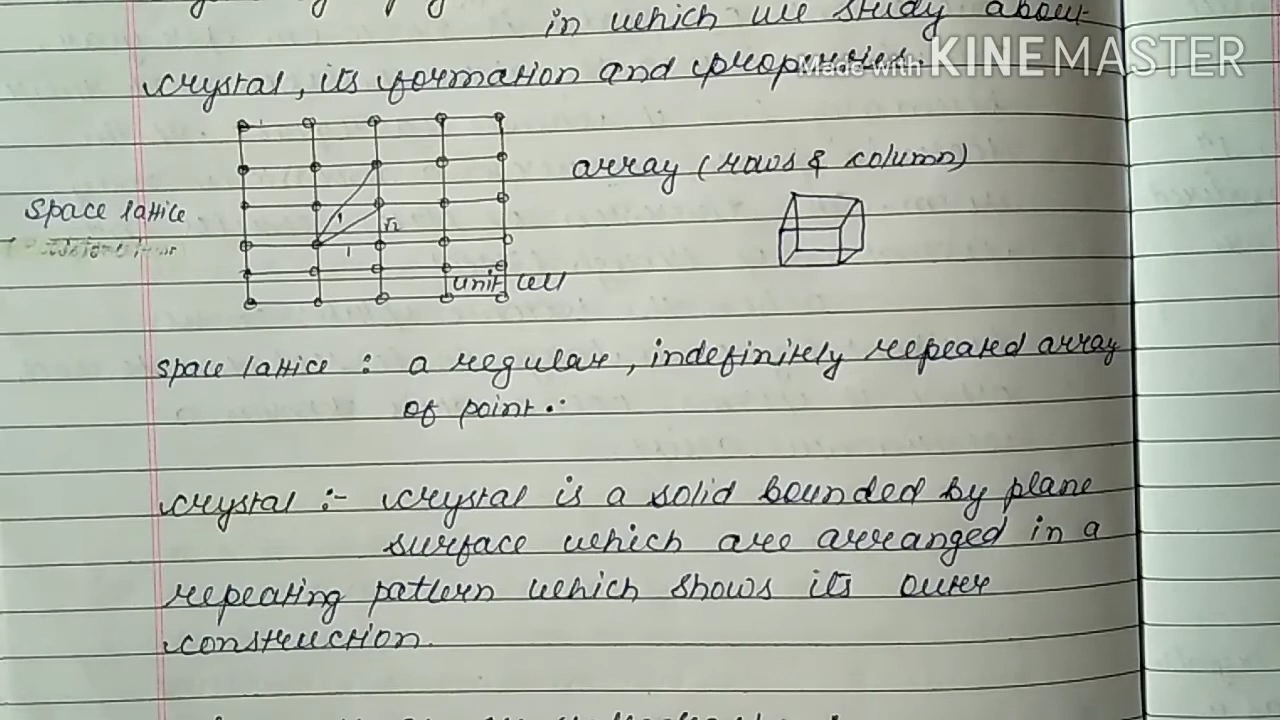 in which we study about
crystal, its formation and properties.
Made with KINEMASTER
array (rows & column)
space lattice
1
n
1
unit cell
space lattice : a regular, indefinitely repeated array
of point.
crystal :- crystal is a solid bounded by plane
surface which are arranged in a
repeating pattern which shows its outer
construction.